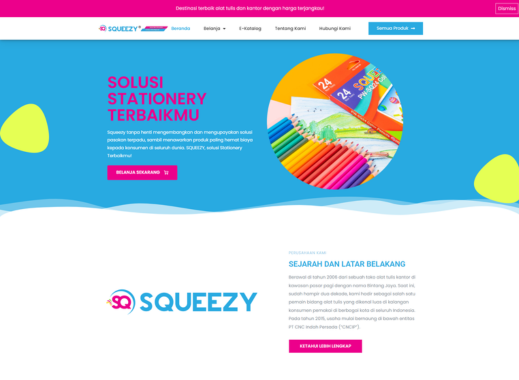 Destinasi terbaik alat tulis dan kantor dengan harga terjangkau!
Dismiss
SQUEEZY
Beranda
Belanja
E-Katalog
Tentang Kami
Hubungi Kami
Semua Produk
SOLUSI
STATIONERY
TERBAIKMU
Squeezy tanpa henti mengembangkan dan mengupayakan solusi
pasokan terpadu, sambil menawarkan produk paling hemat biaya
kepada konsumen di seluruh dunia. SQUEEZY, solusi Stationery
Terbaikmu!
BELANJA SEKARANG
24
24
SEJARAH DAN LATAR BELAKANG
Berawal di tahun 2006 dari sebuah toko alat tulis kantor di
kawasan pasar pagi dengan nama Bintang Jaya. Saat ini,
sudah hampir dua dekade, kami hadir sebagai salah satu
pemain bidang alat tulis yang dikenal luas di kalangan
konsumen pemakai di berbagai kota di seluruh Indonesia.
Pada tahun 2019, usaha mulai bernaung di bawah entitas
PT CNC Indah Persada ("CNCIP").
SQ SQUEEZY
KETAHUI LEBIH LENGKAP